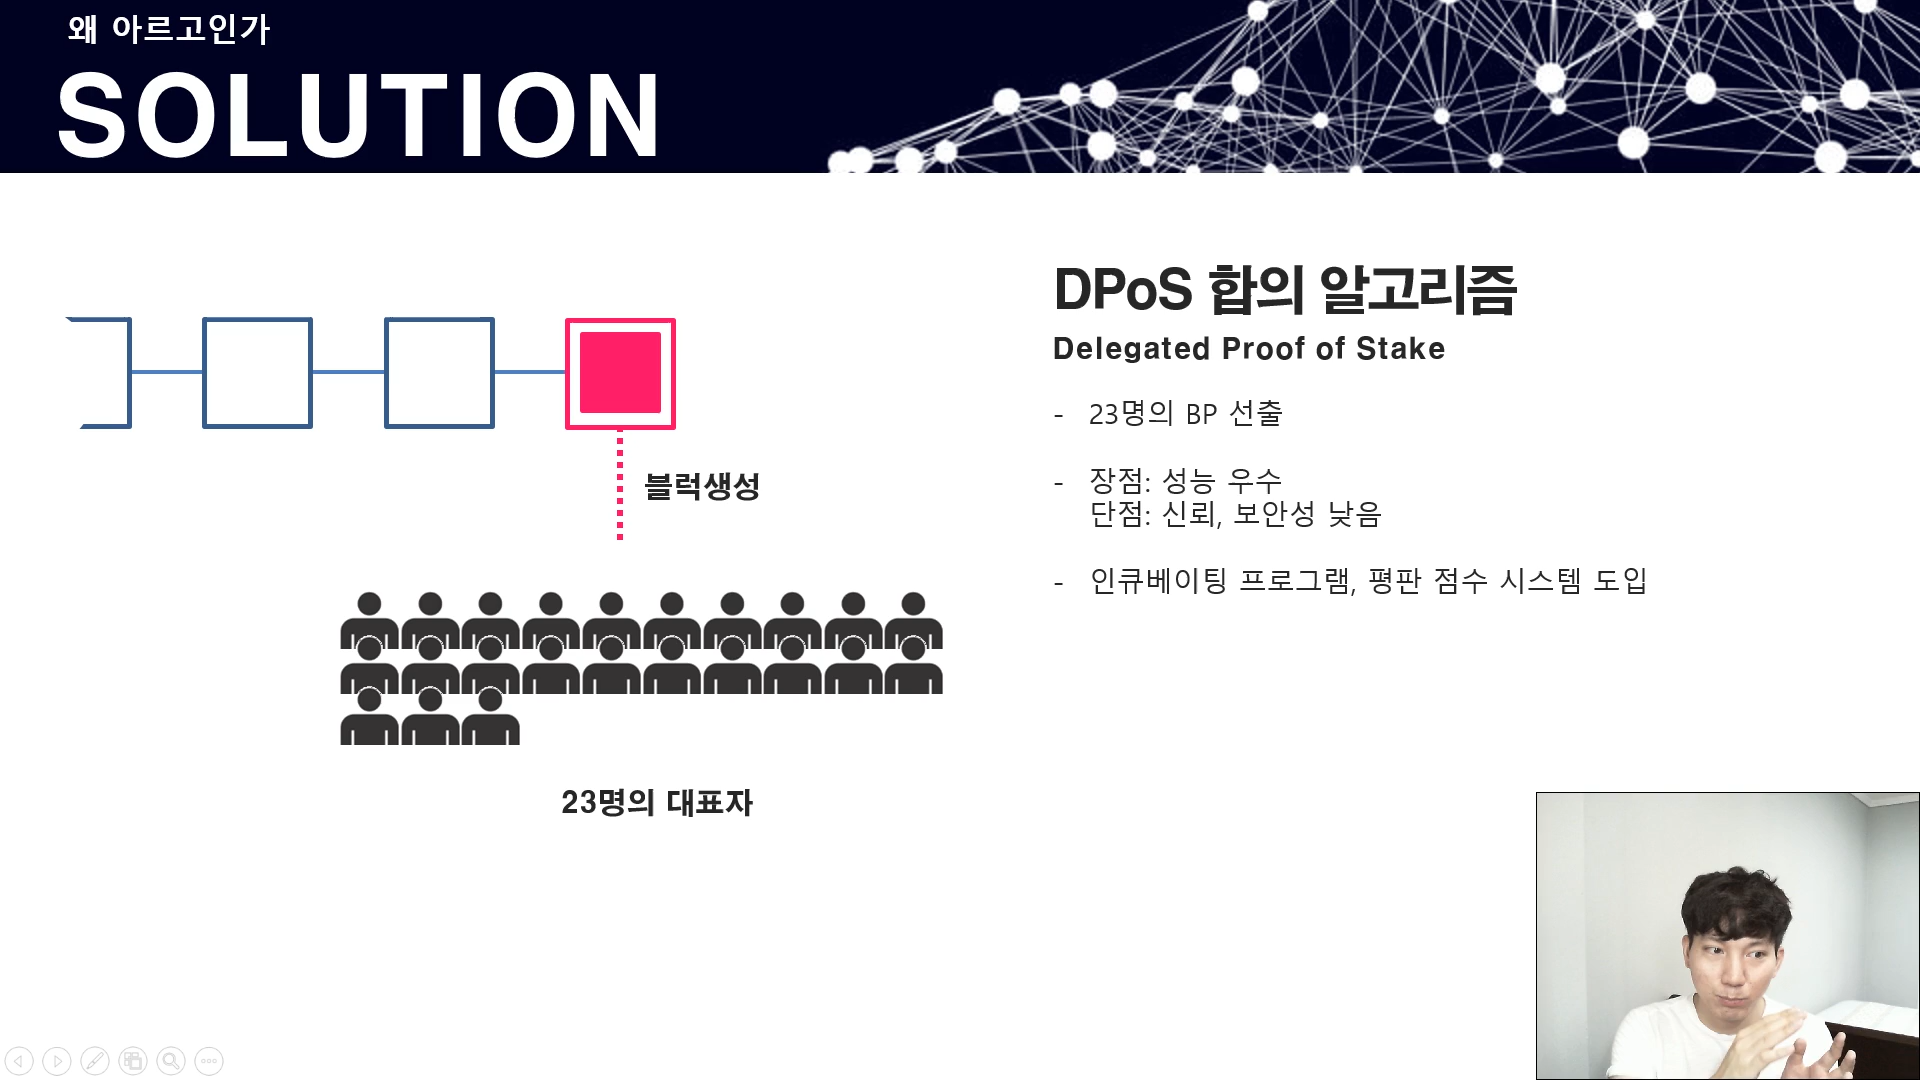 왜 아르고인가
SOLUTION
블럭생성
23명의 대표자
DPoS 합의 알고리즘
Delegated Proof of Stake
- 23명의 BP 선출
- 장점: 성능 우수
단점: 신뢰, 보안성 낮음
- 인큐베이팅 프로그램, 평판 점수 시스템 도입